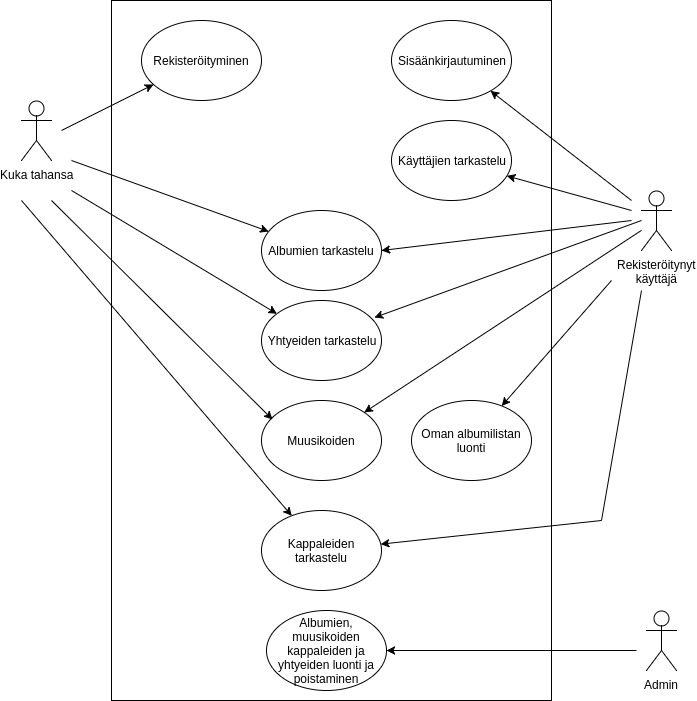 Rekisteröityminen
Sisäänkirjautuminen
Käyttäjien tarkastelu
Kuka tahansa
Albumien tarkastelu
Rekisteröitynyt
käyttäjä
Yhtyeiden tarkastelu
Muusikoiden
Oman albumilistan
luonti
Kappaleiden
tarkastelu
Albumien,
muusikoiden
kappaleiden ja
yhtyeiden luonti ja
poistaminen
Admin